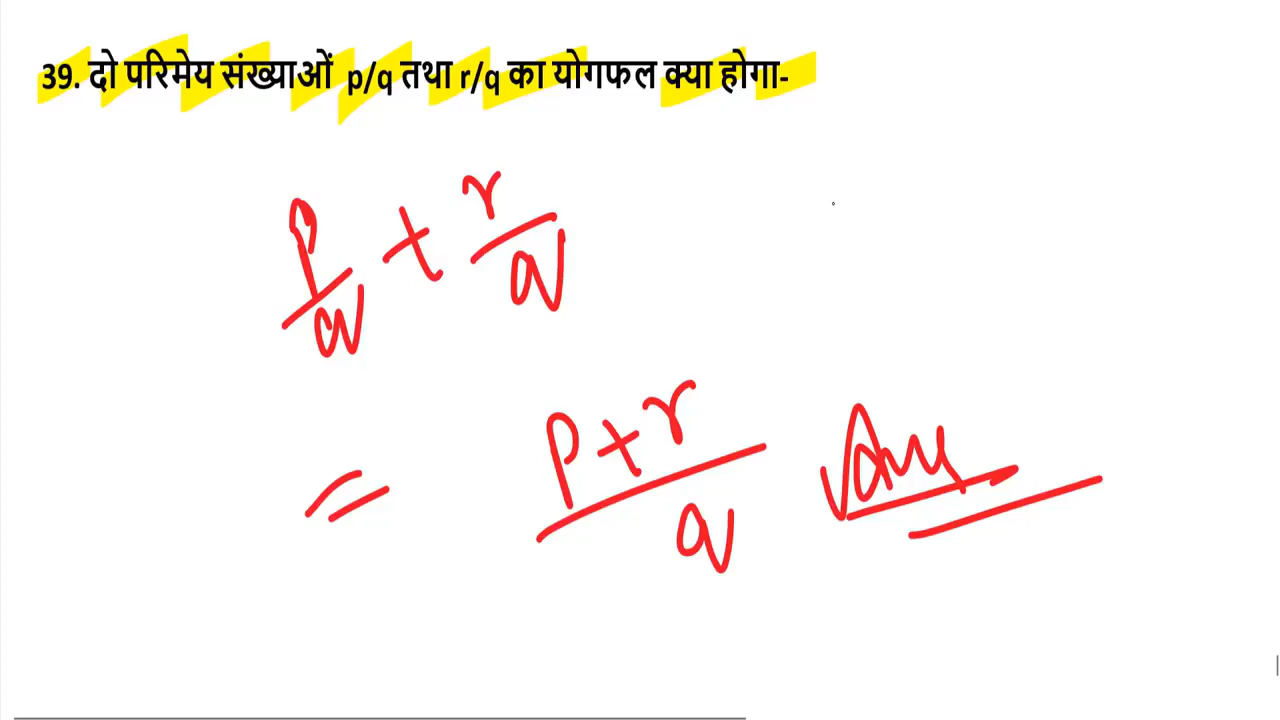 39. दो परिमेय संख्याओं p/q तथा r/q का योगफल क्या होगा-
p/q + r/q
= p+r/q Ans